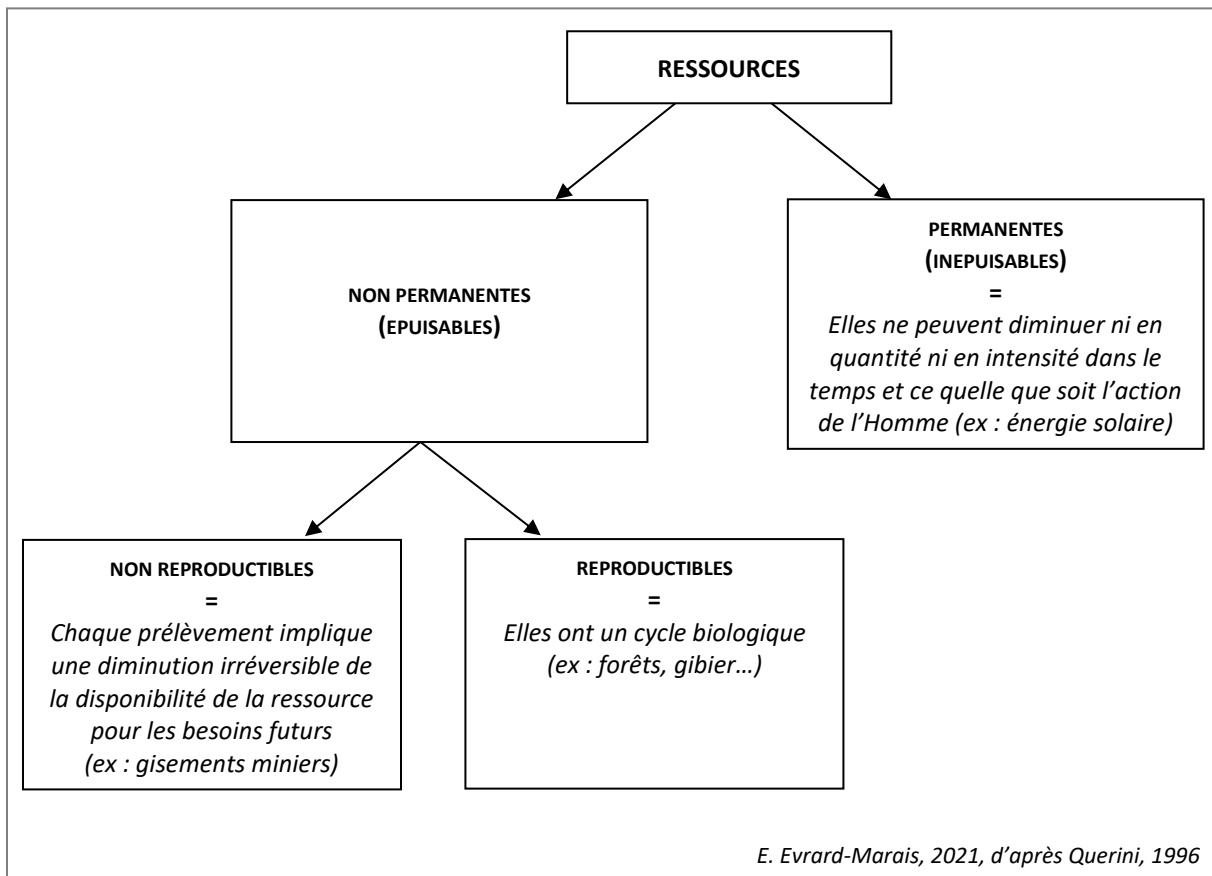 RESSOURCES
NON PERMANENTES
(EPUISABLES)
PERMANENTES
(INEPUISABLES)
=
Elles ne peuvent diminuer ni en
quantité ni en intensité dans le
temps et ce quelle que soit l’action
de l’Homme (ex : énergie solaire)
NON REPRODUCTIBLES
=
Chaque prélèvement implique
une diminution irréversible de
la disponibilité de la ressource
pour les besoins futurs
(ex : gisements miniers)
REPRODUCTIBLES
=
Elles ont un cycle biologique
(ex : forêts, gibier…)
E. Evrard-Marais, 2021, d’après Querini, 1996